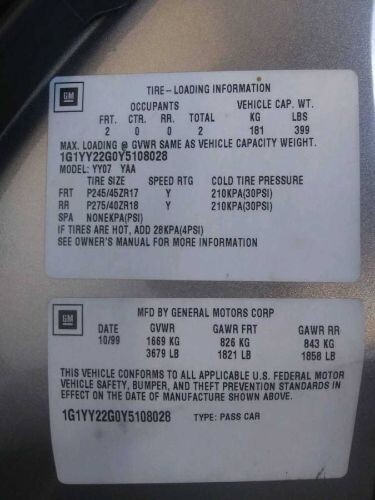 GM
TIRE-LOADING INFORMATION
OCCUPANTS VEHICLE CAP. WT.
FRT. CTR. RR. TOTAL KG LBS
2 0 0 2 181 399
MAX. LOADING @ GVWR SAME AS VEHICLE CAPACITY WEIGHT.
1G1YY22G0Y5108028
MODEL: YY07 YAA
TIRE SIZE SPEED RTG COLD TIRE PRESSURE
FRT P245/45ZR17 Y 210KPA(30PSI)
RR P275/40ZR18 Y 210KPA(30PSI)
SPA NONEKPA(PSI)
IF TIRES ARE HOT, ADD 28KPA(4PSI)
SEE OWNER'S MANUAL FOR MORE INFORMATION
GM
MFD BY GENERAL MOTORS CORP
DATE GVWR GAWR FRT GAWR RR
10/99 1669 KG 826 KG 843 KG
3679 LB 1821 LB 1858 LB
THIS VEHICLE CONFORMS TO ALL APPLICABLE U.S. FEDERAL MOTOR
VEHICLE SAFETY, BUMPER, AND THEFT PREVENTION STANDARDS IN
EFFECT ON THE DATE OF MANUFACTURE SHOWN ABOVE.
1G1YY22G0Y5108028 TYPE: PASS CAR